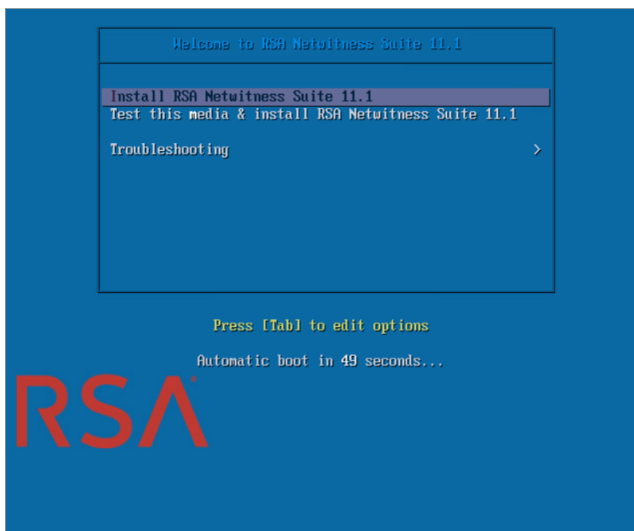 Welcome to RSA Netwitness Suite 11.1
Install RSA Netwitness Suite 11.1
Test this media & install RSA Netwitness Suite 11.1
Troubleshooting >
Press [Tab] to edit options
Automatic boot in 49 seconds...
RSA